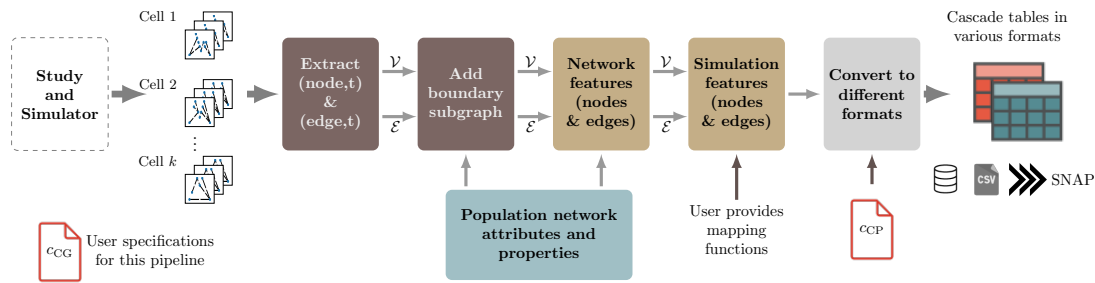 Study
and
Simulator
Cell 1
Cell 2
⋮
Cell k
Extract
(node,t)
&
(edge,t)
𝒱
ℰ
Add
boundary
subgraph
𝒱
ℰ
Network
features
(nodes
& edges)
𝒱
ℰ
Simulation
features
(nodes
& edges)
Convert to
different
formats
Cascade tables in
various formats
CSV
SNAP
Population network
attributes and
properties
User provides
mapping
functions
cCP
cCG
User specifications
for this pipeline